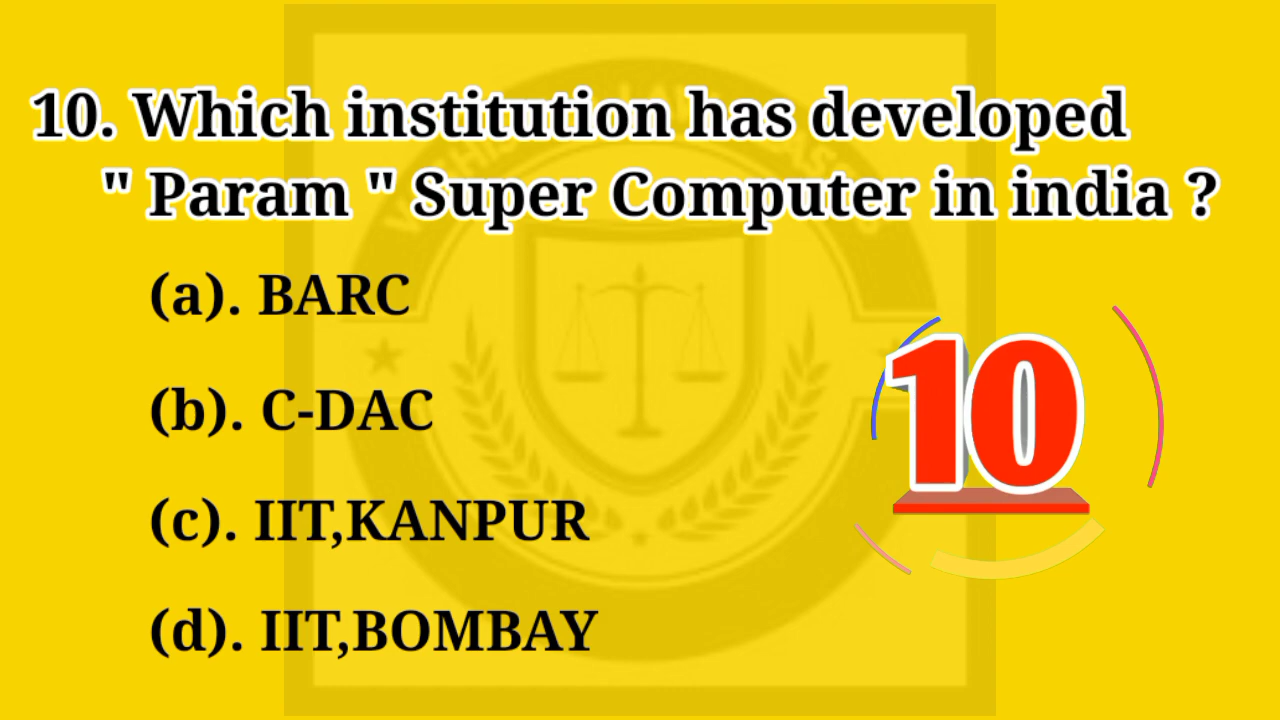 10. Which institution has developed
" Param " Super Computer in india ?
(a). BARC
(b). C-DAC
(c). IIT,KANPUR
(d). IIT,BOMBAY
10